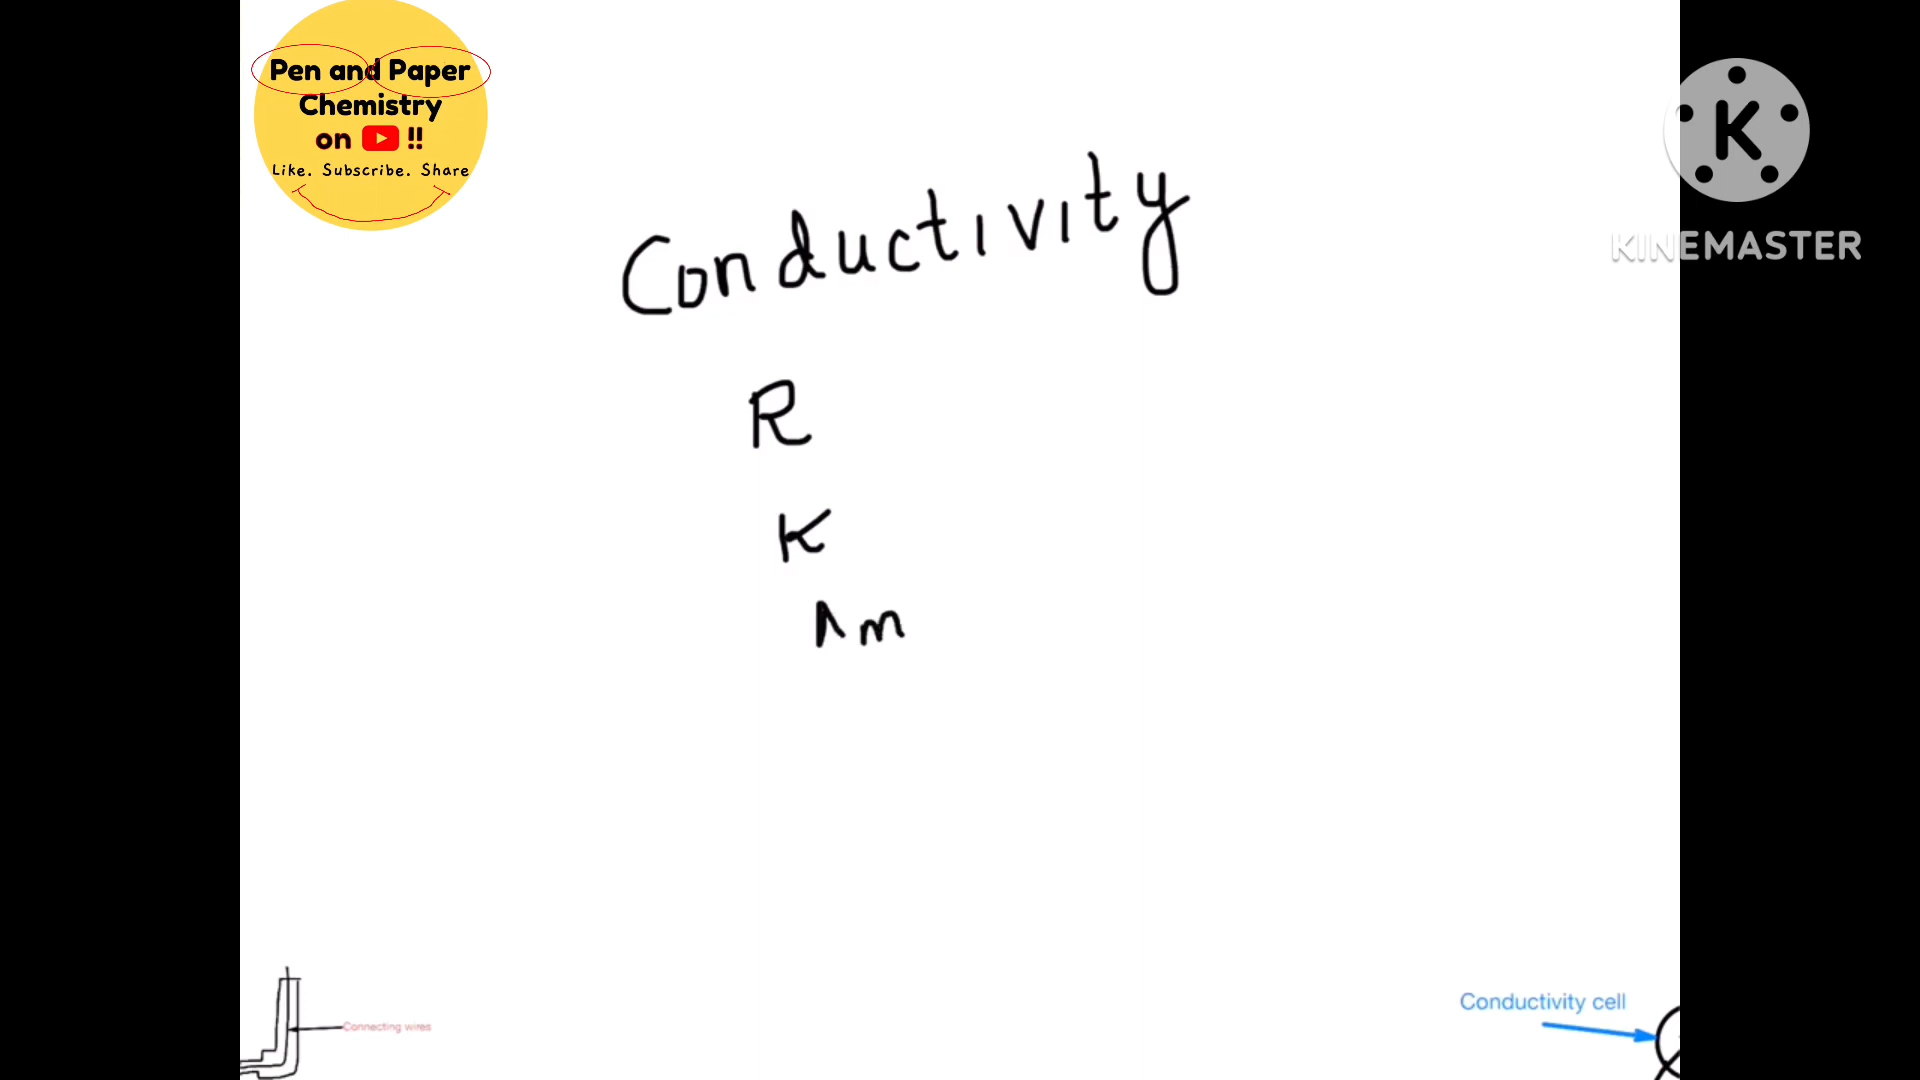 Pen and Paper
Chemistry
on !!
Like. Subscribe. Share
K
KINEMASTER
Conductivity
R
K
Λm
Connecting wires
Conductivity cell